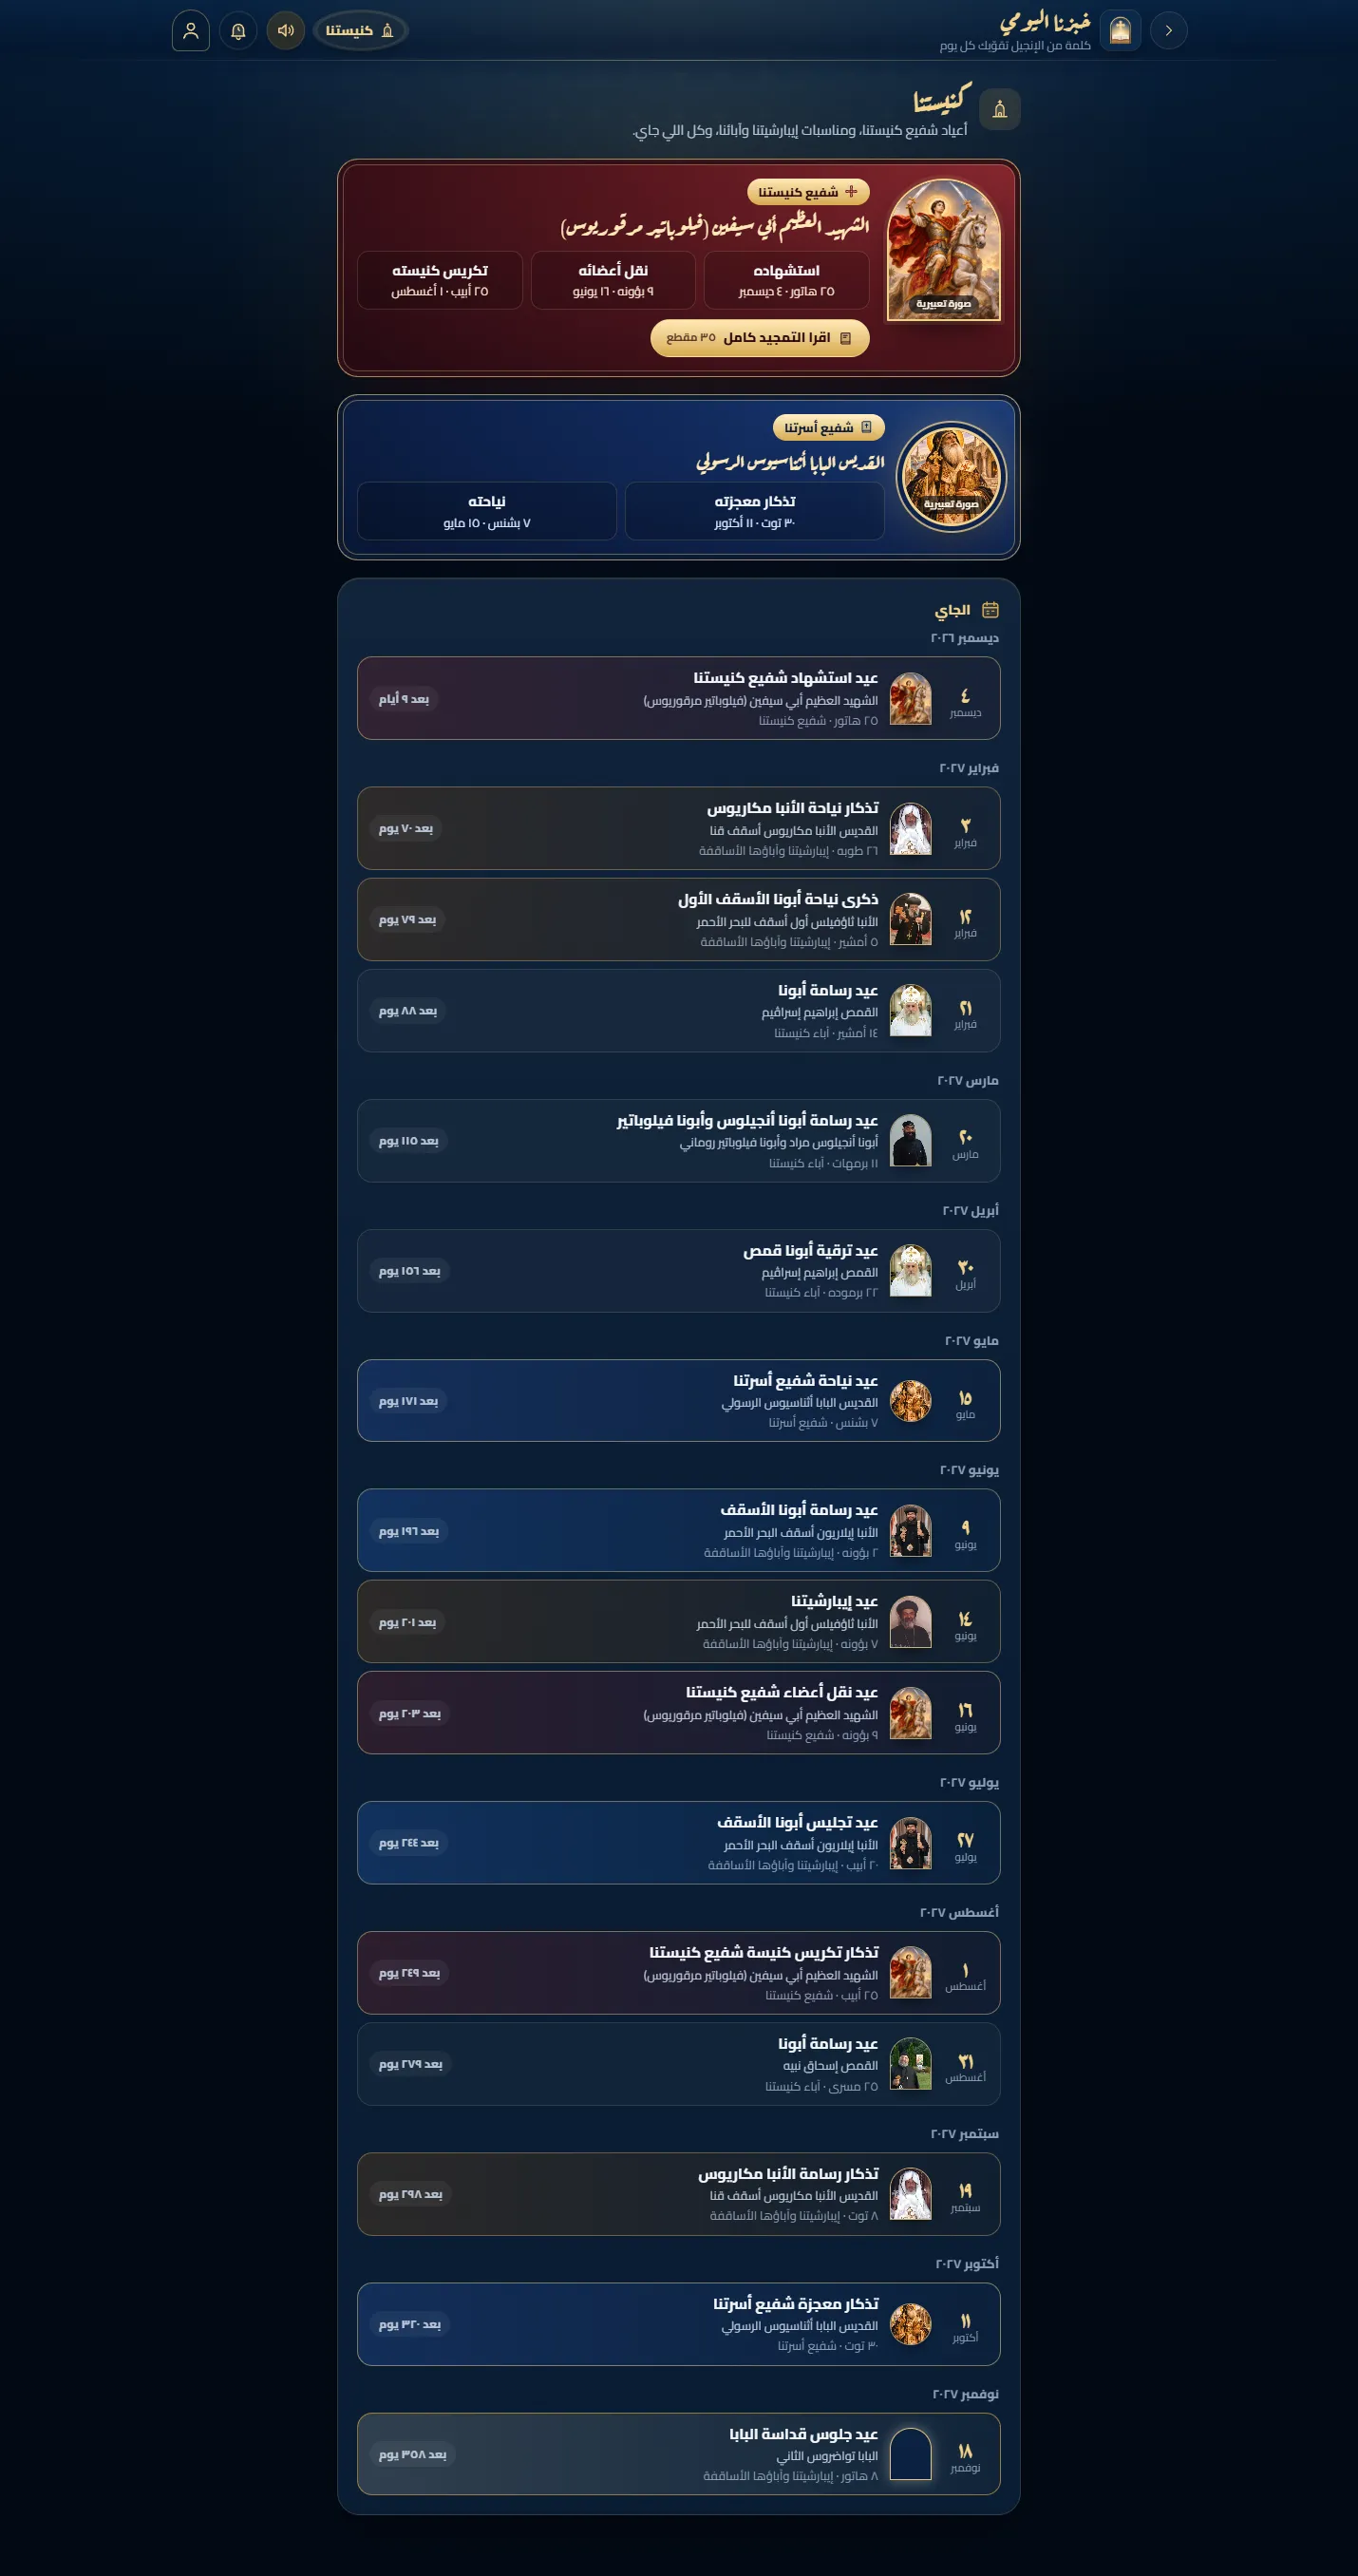 خبزنا اليومي
كلمة من الإنجيل تقوّيك كل يوم
كنيستنا
كنيستنا
أعياد شفيع كنيستنا، ومناسبات إيبارشيتنا وآبائنا، وكل اللي جاي.
شفيع كنيستنا
الشهيد العظيم أبي سيفين (فيلوباتير مرقوريوس)
استشهاده
٢٥ هاتور · ٤ ديسمبر
نقل أعضائه
٩ بؤونه · ١٦ يونيو
تكريس كنيسته
٢٥ أبيب · ١ أغسطس
صورة تعبيرية
اقرا التمجيد كامل ٣٥ مقطع
شفيع أسرتنا
القديس البابا أثناسيوس الرسولي
تذكار معجزته
٣٠ توت · ١١ أكتوبر
نياحته
٧ بشنس · ١٥ مايو
صورة تعبيرية
الجاي
ديسمبر ٢٠٢٦
٤
ديسمبر
عيد استشهاد شفيع كنيستنا
الشهيد العظيم أبي سيفين (فيلوباتير مرقوريوس)
٢٥ هاتور · شفيع كنيستنا
بعد ٩ أيام
فبراير ٢٠٢٧
٣
فبراير
تذكار نياحة الأنبا مكاريوس
القديس الأنبا مكاريوس أسقف قنا
٢٦ طوبه · إيبارشيتنا وآباؤها الأساقفة
بعد ٧٠ يوم
١٢
فبراير
ذكرى نياحة أبونا الأسقف الأول
الأنبا ثاؤفيلس أول أسقف للبحر الأحمر
٥ أمشير · إيبارشيتنا وآباؤها الأساقفة
بعد ٧٩ يوم
٢١
فبراير
عيد رسامة أبونا
القمص إبراهيم إسرافيم
١٤ أمشير · آباء كنيستنا
بعد ٨٨ يوم
مارس ٢٠٢٧
٢٠
مارس
عيد رسامة أبونا أنجيلوس وأبونا فيلوباتير
أبونا أنجيلوس مراد وأبونا فيلوباتير روماني
١١ برمهات · آباء كنيستنا
بعد ١١٥ يوم
أبريل ٢٠٢٧
٣٠
أبريل
عيد ترقية أبونا قمص
القمص إبراهيم إسرافيم
٢٢ برموده · آباء كنيستنا
بعد ١٥٦ يوم
مايو ٢٠٢٧
١٥
مايو
عيد نياحة شفيع أسرتنا
القديس البابا أثناسيوس الرسولي
٧ بشنس · شفيع أسرتنا
بعد ١٧١ يوم
يونيو ٢٠٢٧
٩
يونيو
عيد رسامة أبونا الأسقف
الأنبا إيلاريون أسقف البحر الأحمر
٢ بؤونه · إيبارشيتنا وآباؤها الأساقفة
بعد ١٩٦ يوم
١٤
يونيو
عيد إيبارشيتنا
الأنبا ثاؤفيلس أول أسقف للبحر الأحمر
٧ بؤونه · إيبارشيتنا وآباؤها الأساقفة
بعد ٢٠١ يوم
١٦
يونيو
عيد نقل أعضاء شفيع كنيستنا
الشهيد العظيم أبي سيفين (فيلوباتير مرقوريوس)
٩ بؤونه · شفيع كنيستنا
بعد ٢٠٣ يوم
يوليو ٢٠٢٧
٢٧
يوليو
عيد تجليس أبونا الأسقف
الأنبا إيلاريون أسقف البحر الأحمر
٢٠ أبيب · إيبارشيتنا وآباؤها الأساقفة
بعد ٢٤٤ يوم
أغسطس ٢٠٢٧
١
أغسطس
تذكار تكريس كنيسة شفيع كنيستنا
الشهيد العظيم أبي سيفين (فيلوباتير مرقوريوس)
٢٥ أبيب · شفيع كنيستنا
بعد ٢٤٩ يوم
٣١
أغسطس
عيد رسامة أبونا
القمص إسحاق نبيه
٢٥ مسرى · آباء كنيستنا
بعد ٢٧٩ يوم
سبتمبر ٢٠٢٧
١٩
سبتمبر
تذكار رسامة الأنبا مكاريوس
القديس الأنبا مكاريوس أسقف قنا
٨ توت · إيبارشيتنا وآباؤها الأساقفة
بعد ٢٩٨ يوم
أكتوبر ٢٠٢٧
١١
أكتوبر
تذكار معجزة شفيع أسرتنا
القديس البابا أثناسيوس الرسولي
٣٠ توت · شفيع أسرتنا
بعد ٣٢٠ يوم
نوفمبر ٢٠٢٧
١٨
نوفمبر
عيد جلوس قداسة البابا
البابا تواضروس الثاني
٨ هاتور · إيبارشيتنا وآباؤها الأساقفة
بعد ٣٥٨ يوم